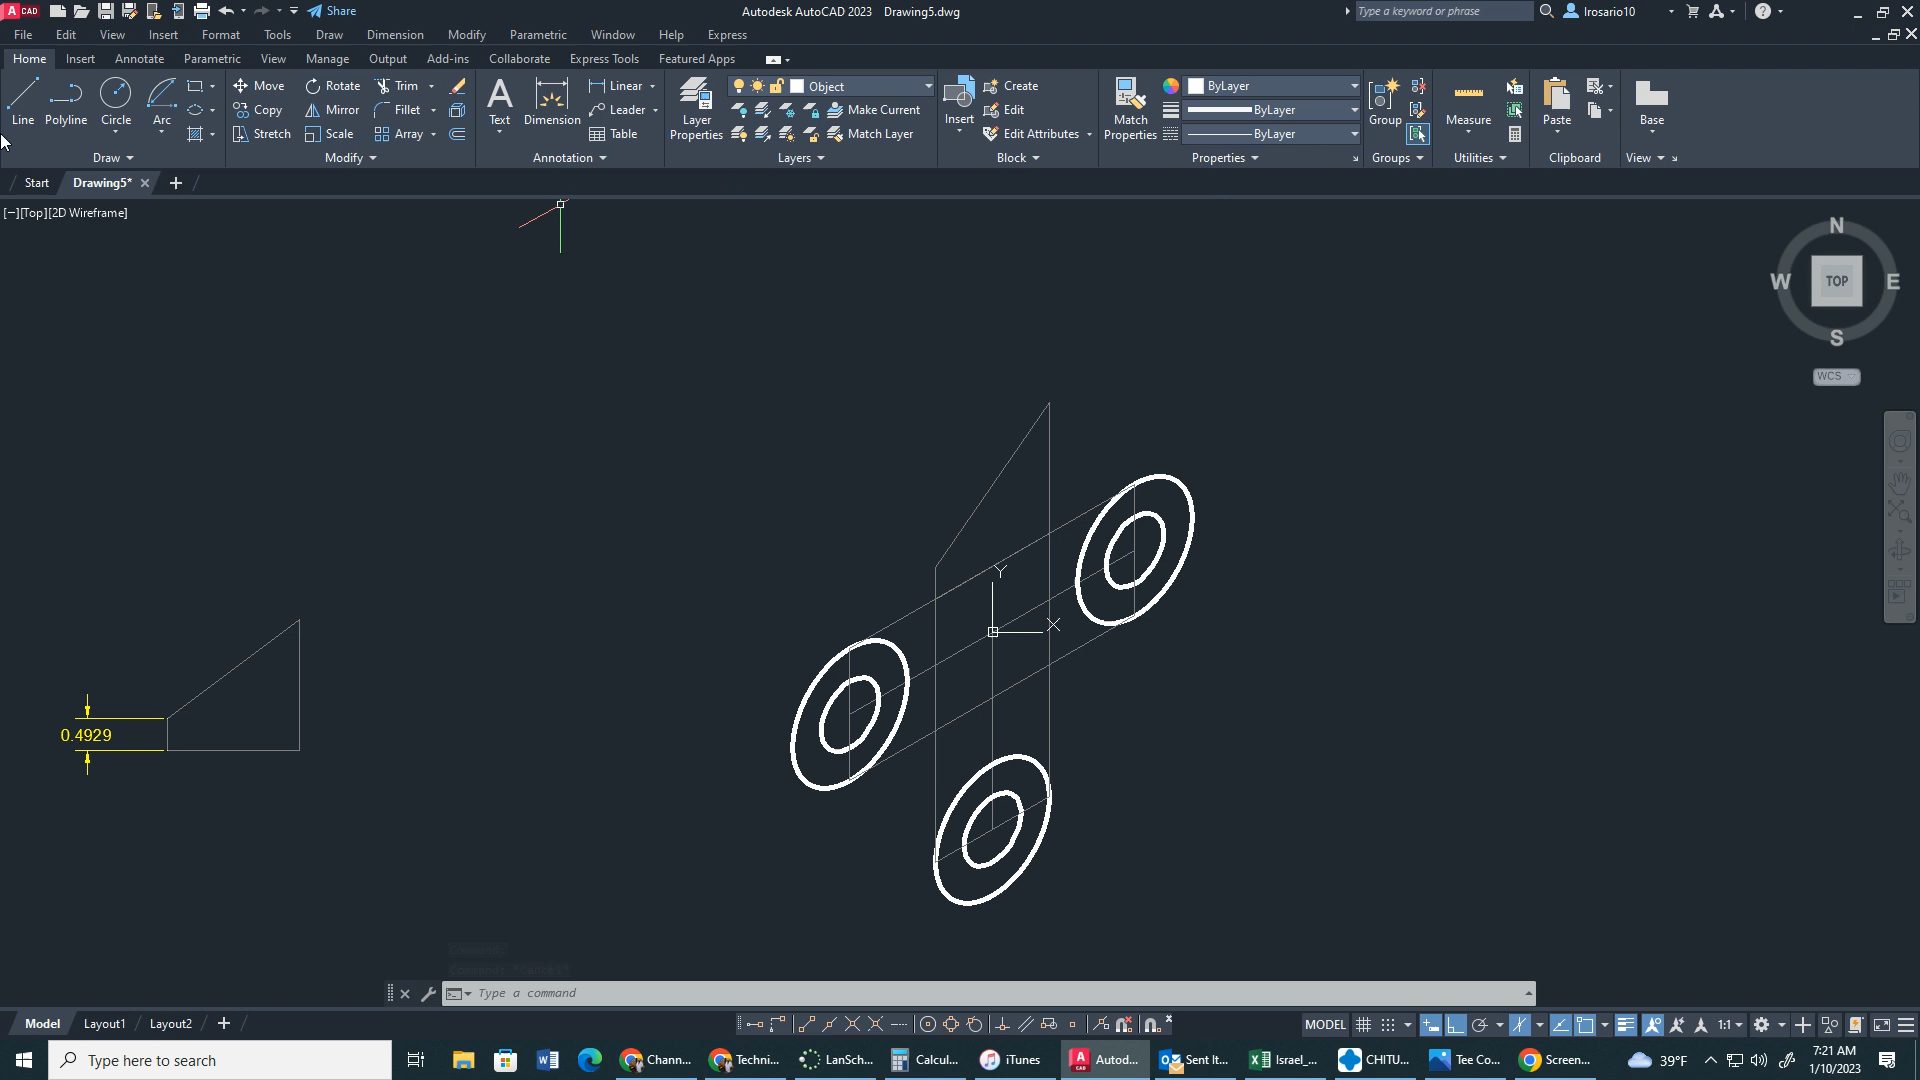 A CAD Share Autodesk AutoCAD 2023 Drawing5.dwg Type a keyword or phrase lrosario10
File Edit View Insert Format Tools Draw Dimension Modify Parametric Window Help Express
Home Insert Annotate Parametric View Manage Output Add-ins Collaborate Express Tools Featured Apps
Line Polyline Circle Arc
Move Rotate Trim
Copy Mirror Fillet
Stretch Scale Array
Text Dimension
Linear
Leader
Table
Layer Properties
Object
Make Current
Match Layer
Insert
Create
Edit
Edit Attributes
Match Properties
ByLayer
ByLayer
ByLayer
Group Measure Paste Base
Draw Modify Annotation Layers Block Properties Groups Utilities Clipboard View
Start Drawing5*
[−][Top][2D Wireframe]
N
W TOP E
S
WCS
Y
X
0.4929
Command:
Command: *Cancel*
Type a command
Model Layout1 Layout2 MODEL 1:1
Type here to search Chann... Techni... LanSch... Calcul... iTunes Autod... Sent It... Israel_... CHITU... Tee Co... Screen... 39°F
7:21 AM
1/10/2023